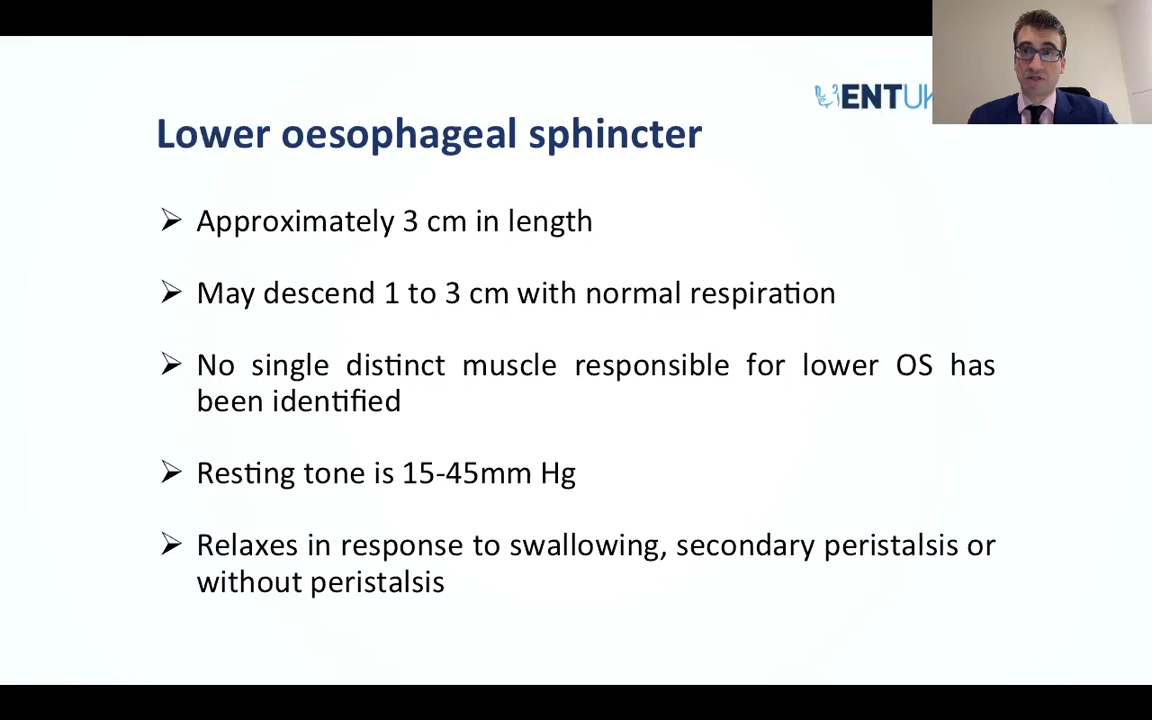 ENTUK
Lower oesophageal sphincter
➢ Approximately 3 cm in length
➢ May descend 1 to 3 cm with normal respiration
➢ No single distinct muscle responsible for lower OS has
been identified
➢ Resting tone is 15-45mm Hg
➢ Relaxes in response to swallowing, secondary peristalsis or
without peristalsis